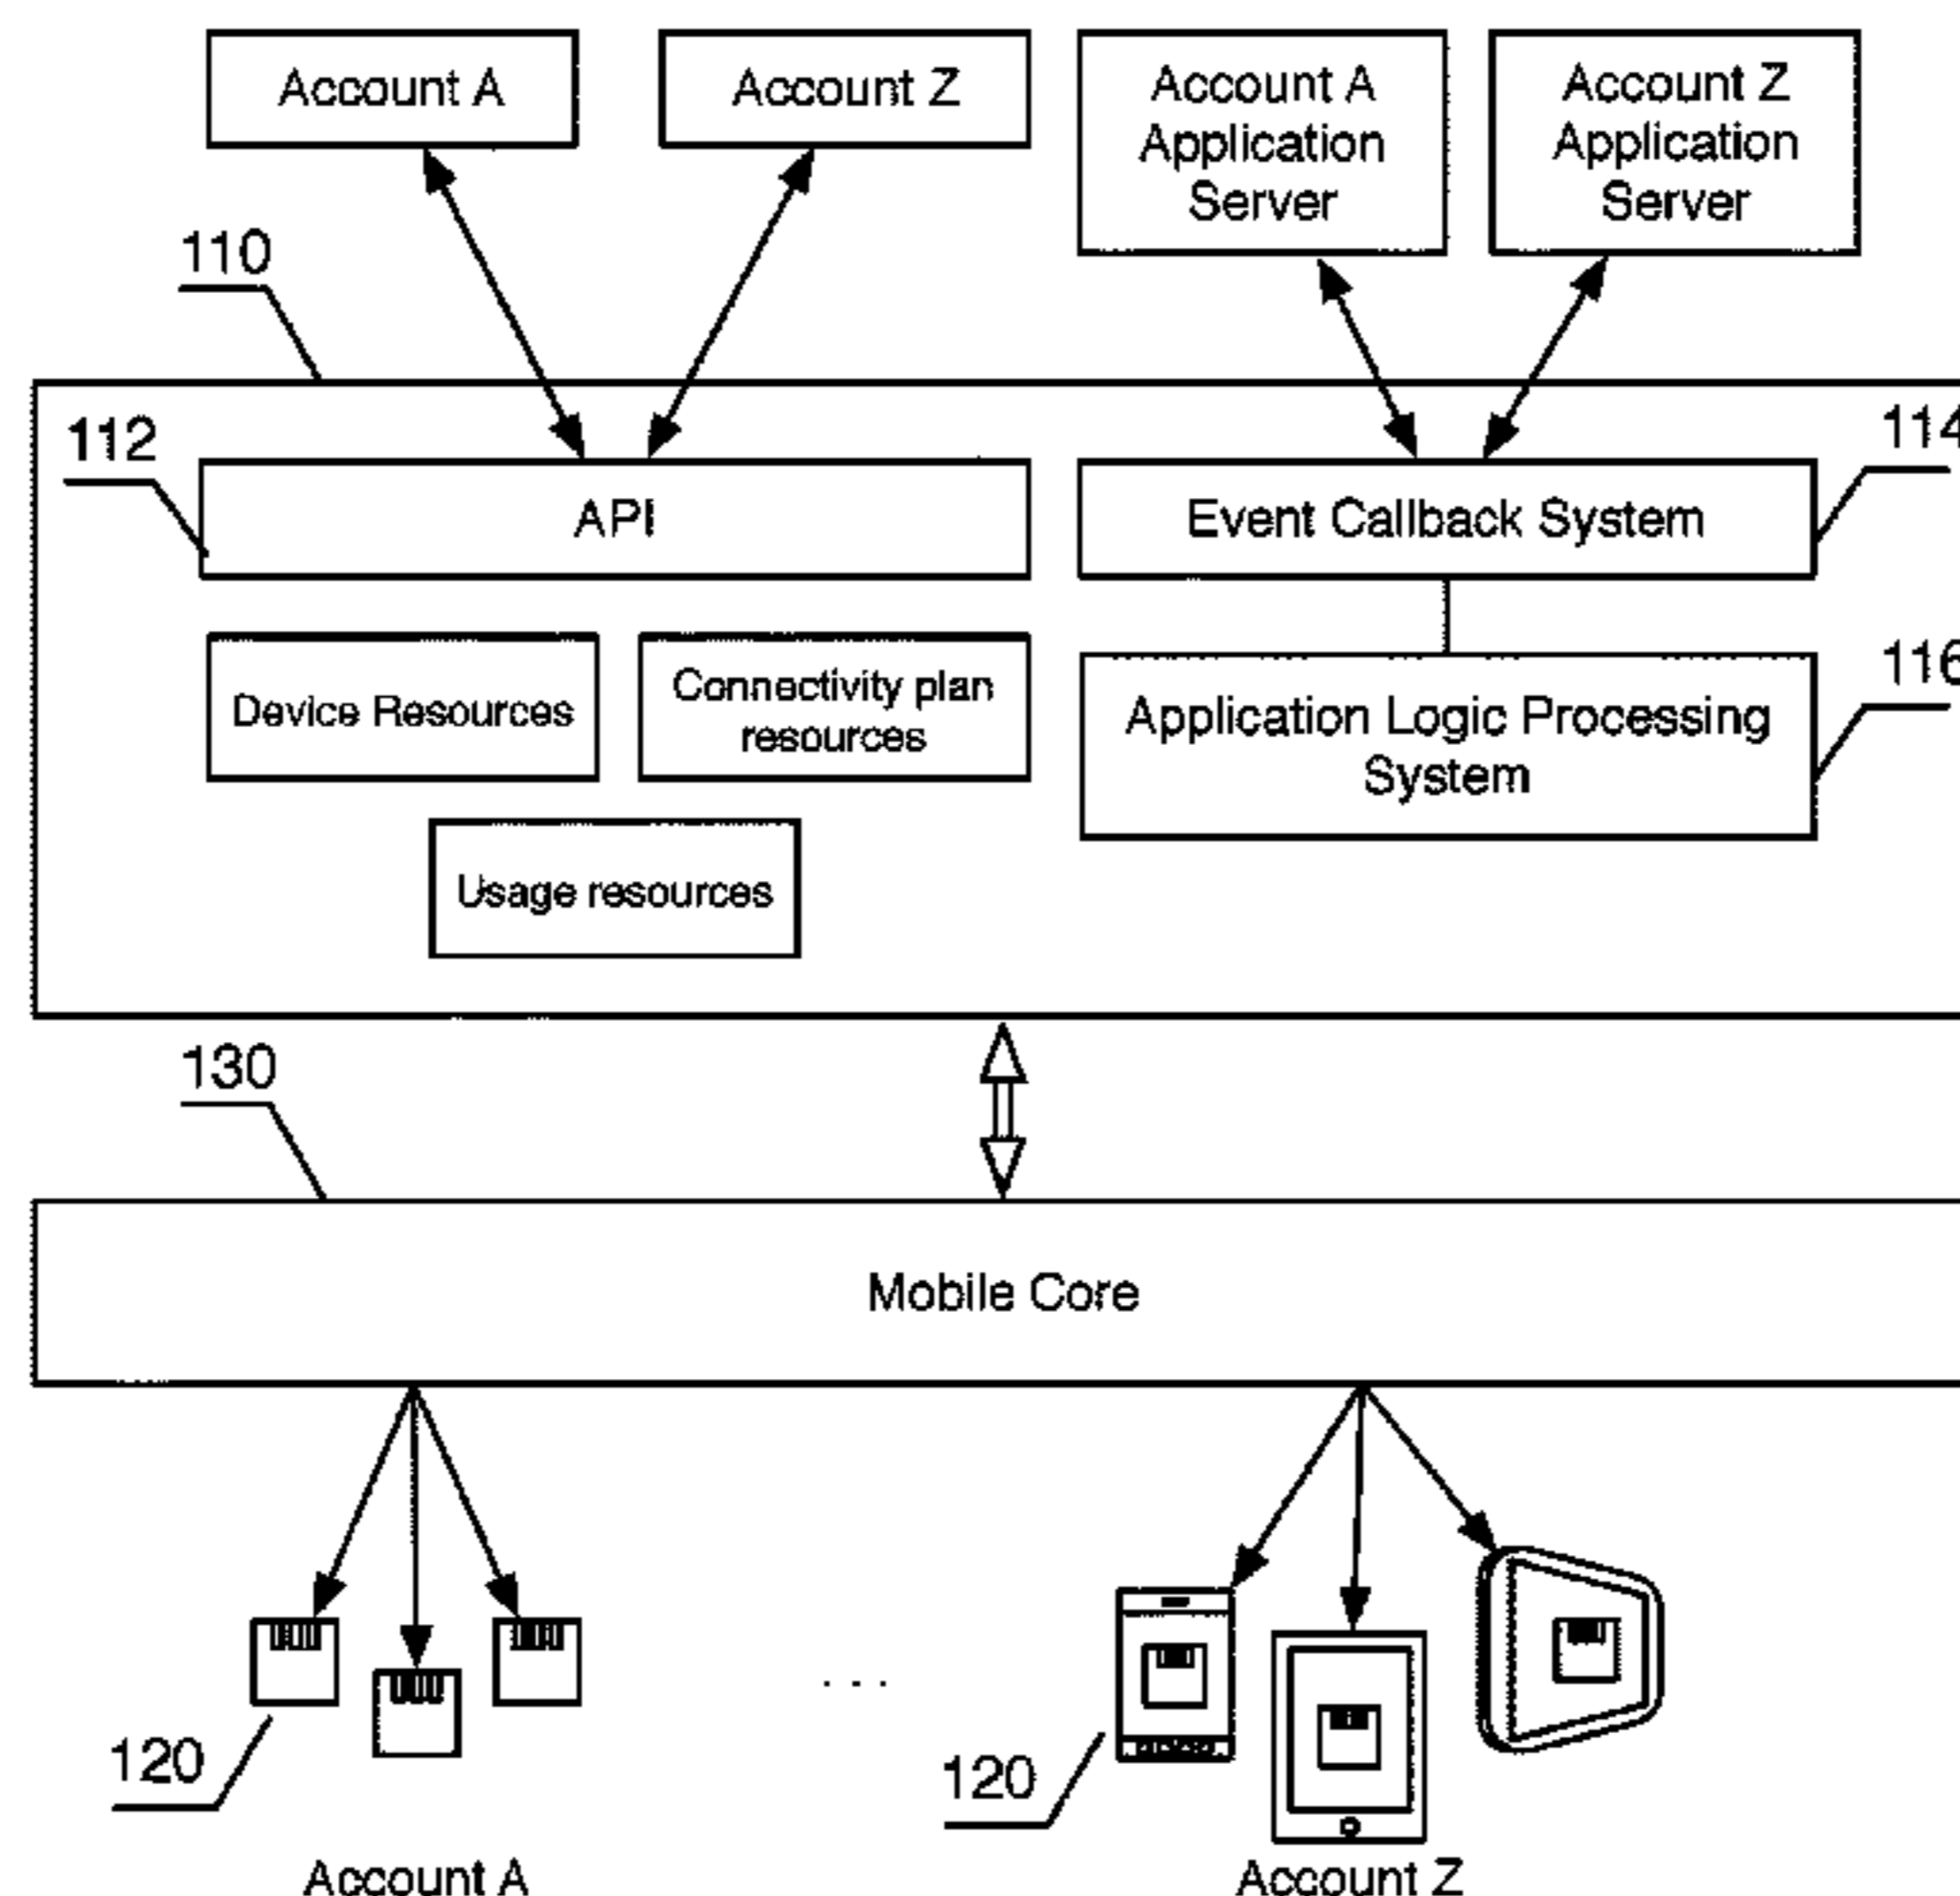 Account A
Account Z
Account A
Application
Server
Account Z
Application
Server
110
112
114
API
Event Callback System
Device Resources
Connectivity plan
resources
116
Application Logic Processing
System
Usage resources
130
Mobile Core
...
120
120
Account A
Account Z